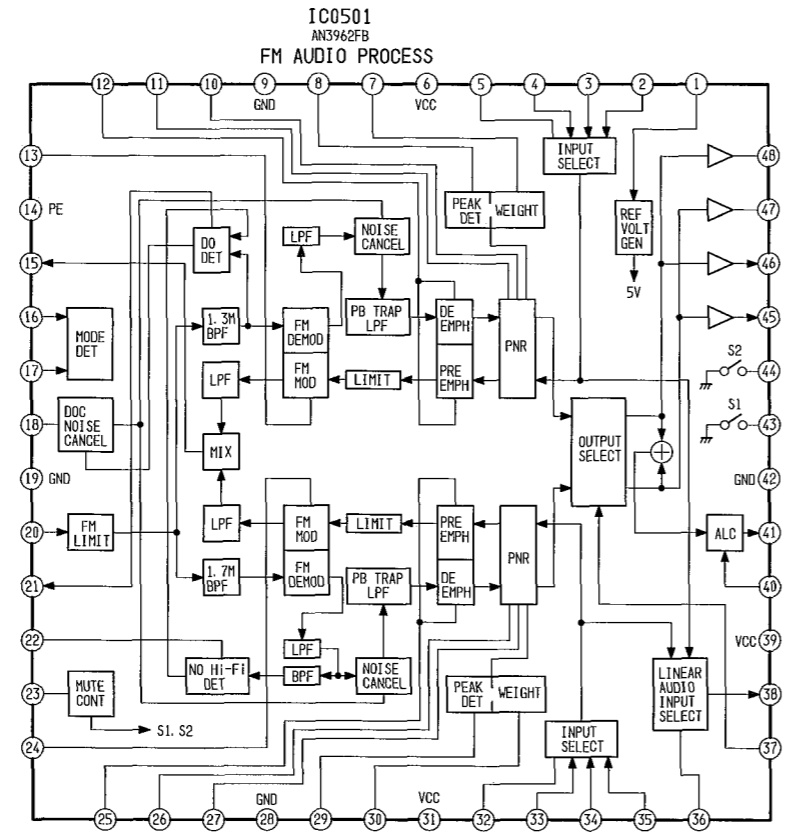 IC0501
AN3962FB
FM AUDIO PROCESS
12 11 10 9 8 7 6 5 4 3 2 1
GND VCC
13
INPUT
SELECT
48
14 PE
PEAK
DET
WEIGHT
REF
VOLT
GEN
47
DO
DET
LPF
NOISE
CANCEL
15
46
5V
16
MODE
DET
1.3M
BPF
FM
DEMOD
PB TRAP
LPF
DE
EMPH
PNR
45
17
LPF
FM
MOD
LIMIT
PRE
EMPH
S2
44
18
DOC
NOISE
CANCEL
MIX
OUTPUT
SELECT
S1
43
19 GND
GND 42
20
FM
LIMIT
LPF
FM
MOD
LIMIT
PRE
EMPH
PNR
ALC
41
21
1.7M
BPF
FM
DEMOD
PB TRAP
LPF
DE
EMPH
40
22
NO Hi-Fi
DET
LPF
BPF
NOISE
CANCEL
VCC 39
23
MUTE
CONT
S1. S2
PEAK
DET
WEIGHT
LINEAR
AUDIO
INPUT
SELECT
38
24
INPUT
SELECT
37
GND VCC
25 26 27 28 29 30 31 32 33 34 35 36